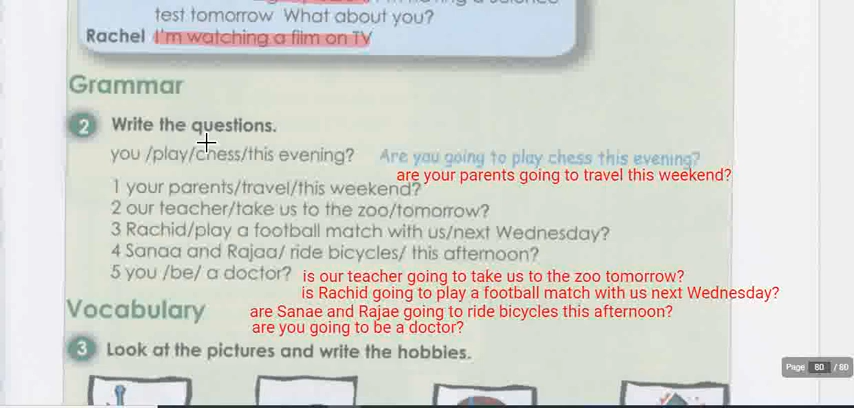 test tomorrow What about you?
Rachel I'm watching a film on TV
Grammar
2 Write the questions.
you /play/chess/this evening? Are you going to play chess this evening?
are your parents going to travel this weekend?
1 your parents/travel/this weekend?
2 our teacher/take us to the zoo/tomorrow?
3 Rachid/play a football match with us/next Wednesday?
4 Sanaa and Rajaa/ ride bicycles/ this afternoon?
5 you /be/ a doctor? is our teacher going to take us to the zoo tomorrow?
is Rachid going to play a football match with us next Wednesday?
Vocabulary are Sanae and Rajae going to ride bicycles this afternoon?
are you going to be a doctor?
3 Look at the pictures and write the hobbies.
Page 80 / 80